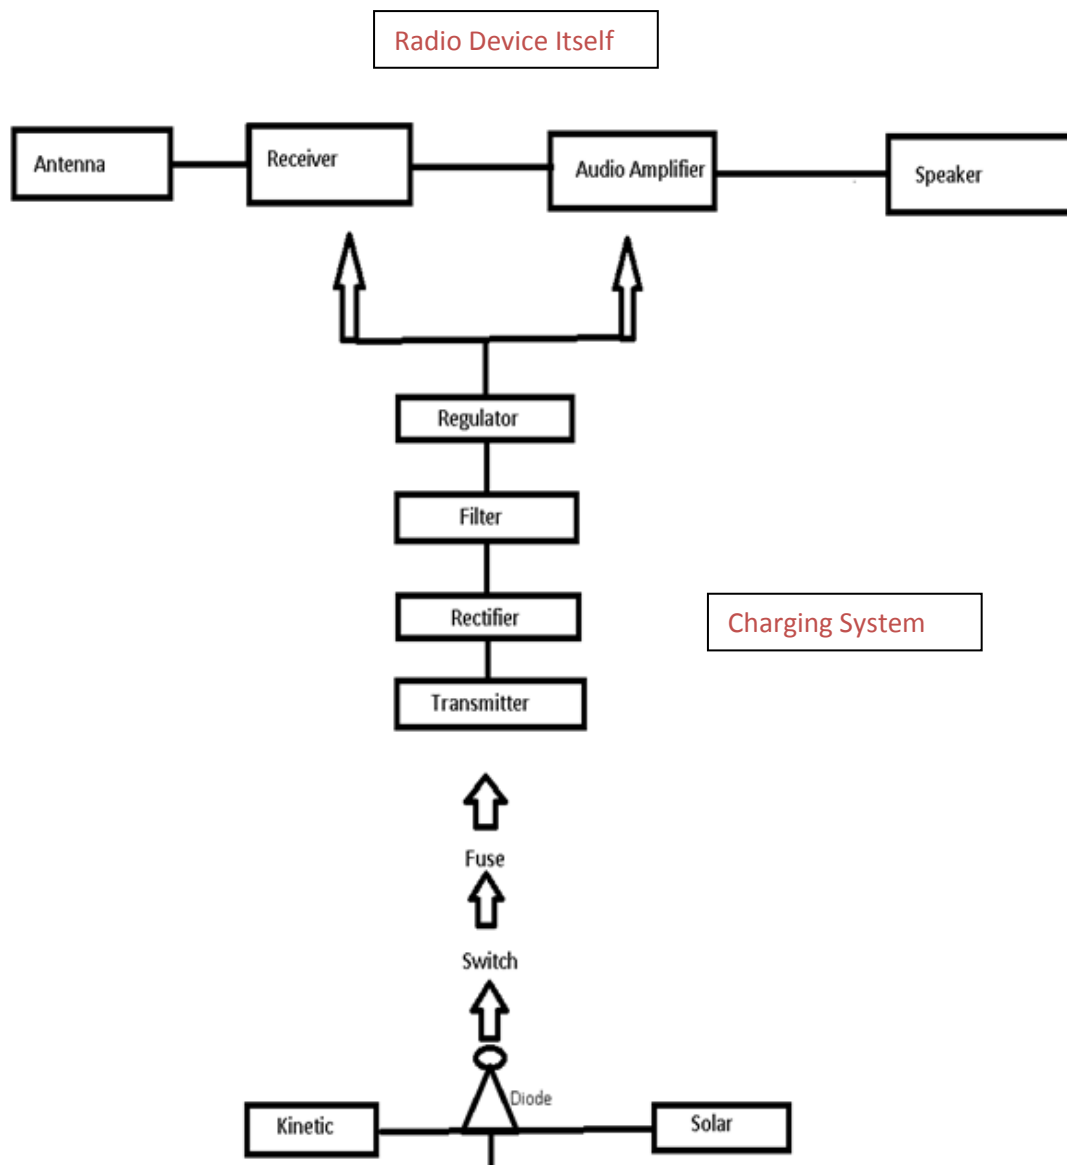 Radio Device Itself
Antenna
Receiver
Audio Amplifier
Speaker
Regulator
Filter
Rectifier
Charging System
Transmitter
Fuse
Switch
Diode
Kinetic
Solar